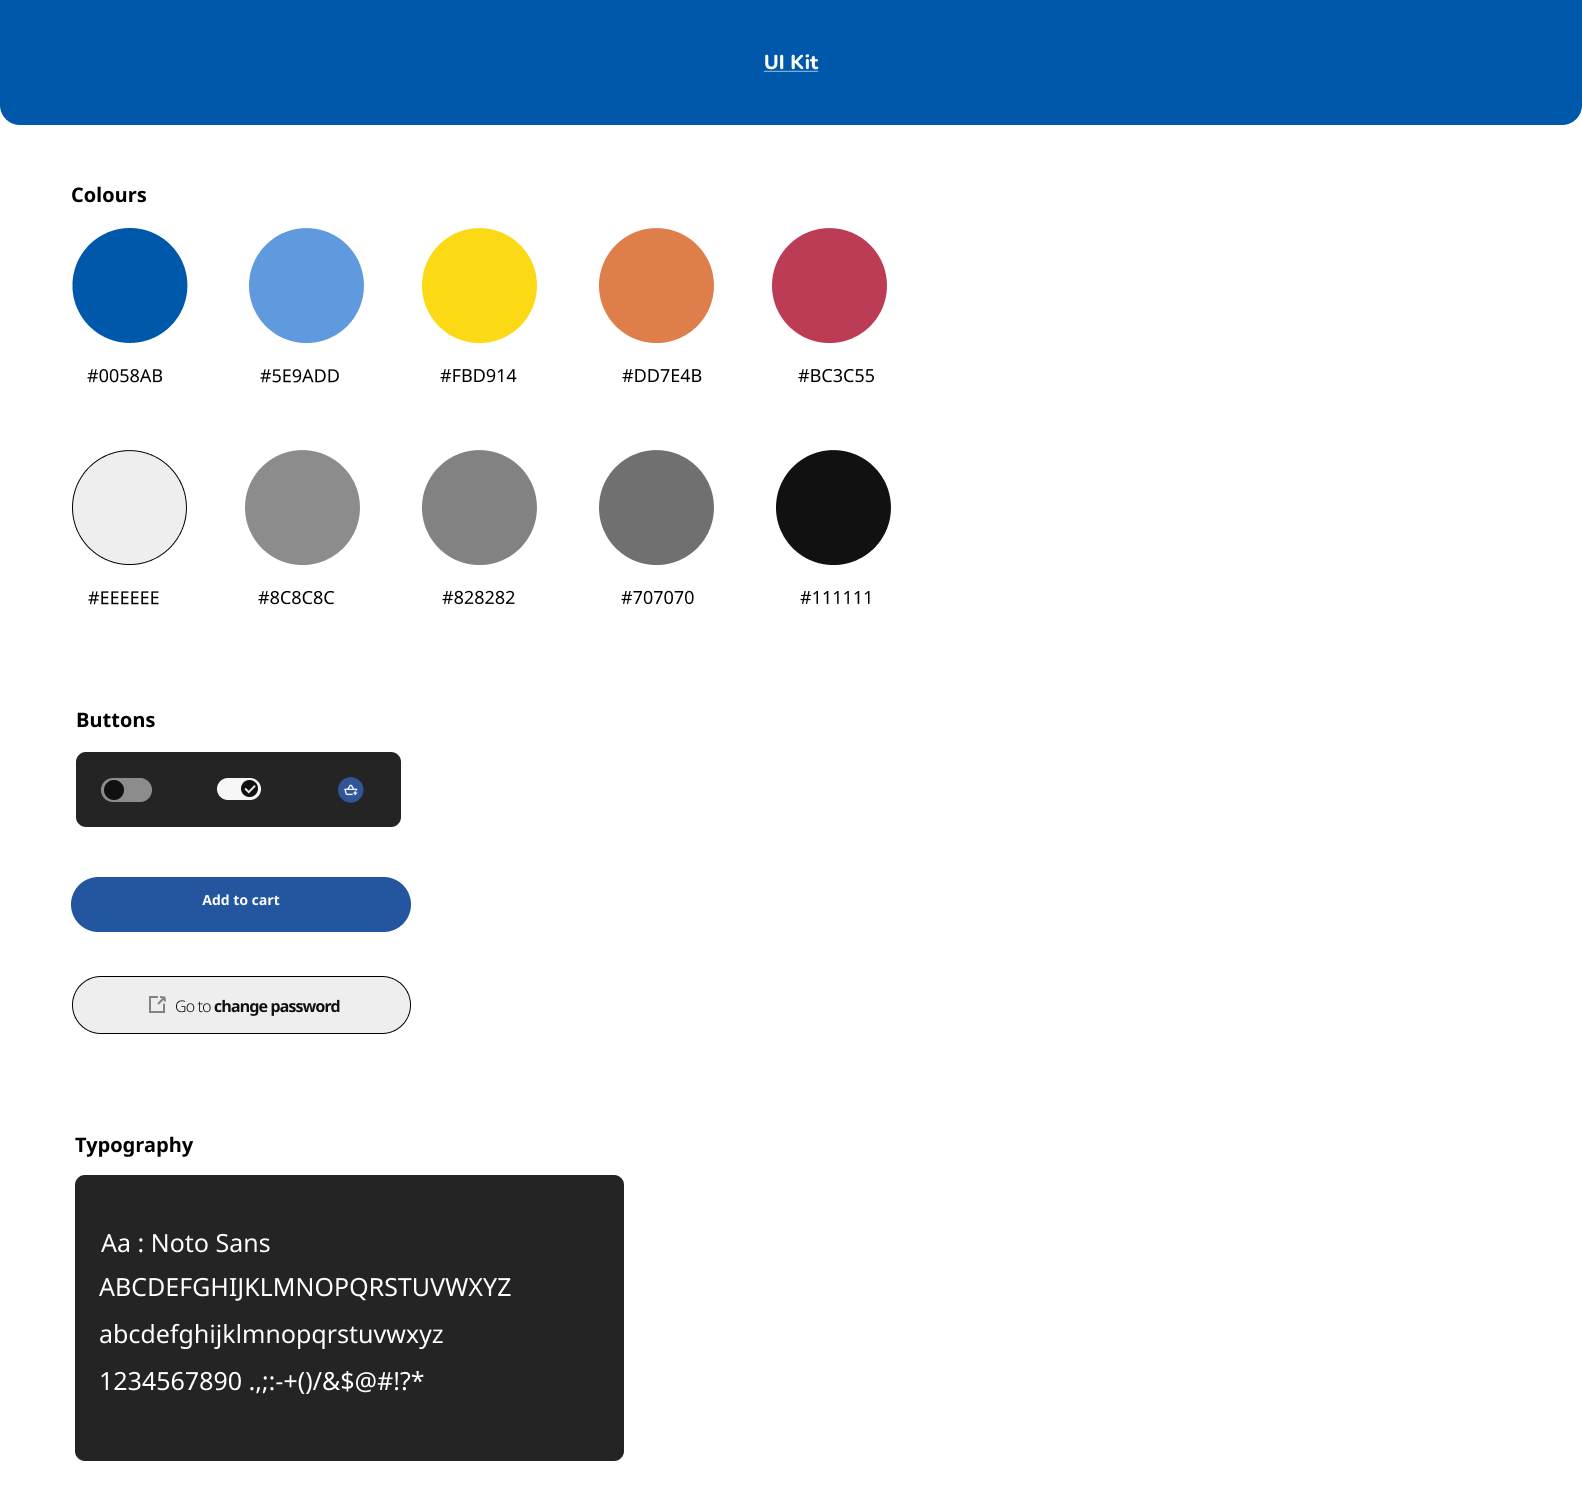 UI Kit
Colours
#0058AB #5E9ADD #FBD914 #DD7E4B #BC3C55
#EEEEEE #8C8C8C #828282 #707070 #111111
Buttons
Add to cart
Go to change password
Typography
Aa : Noto Sans
ABCDEFGHIJKLMNOPQRSTUVWXYZ
abcdefghijklmnopqrstuvwxyz
1234567890 .,;:-+()/&$@#!?*